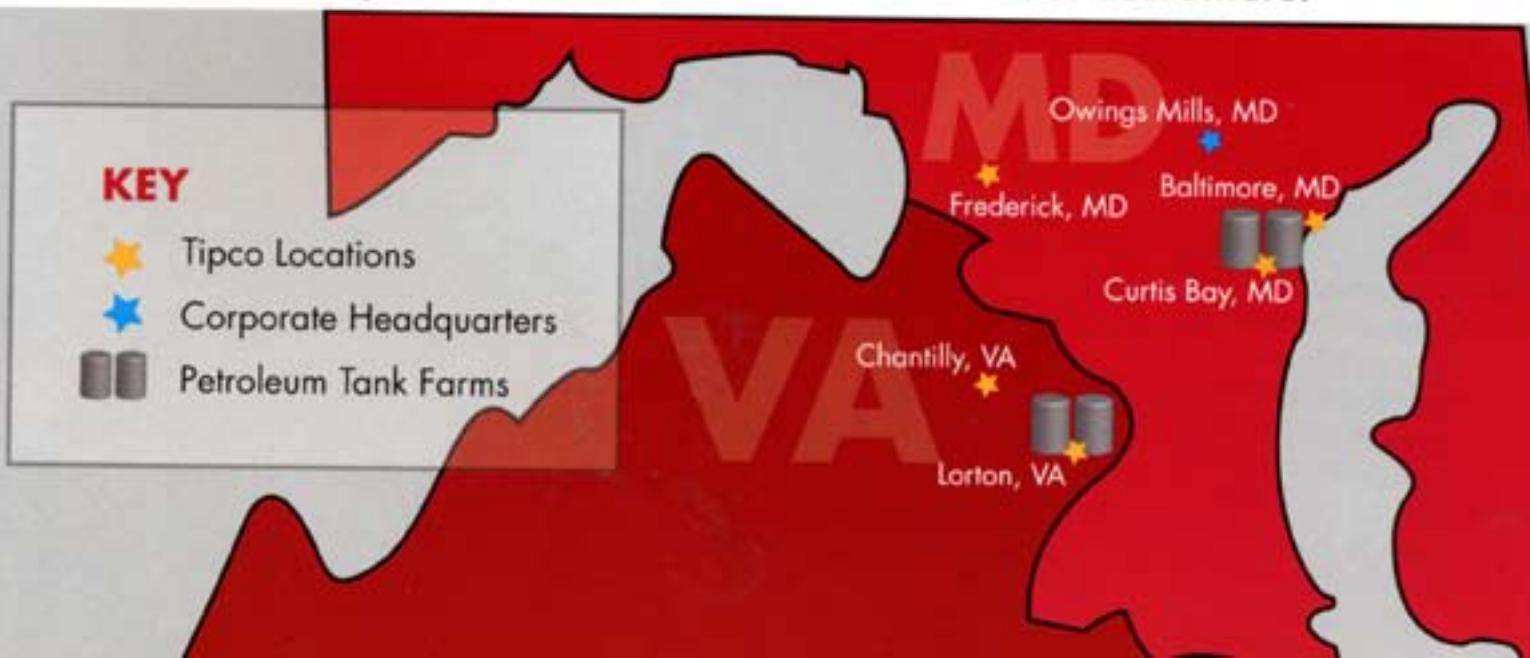 MD
Owings Mills, MD
Baltimore, MD
Frederick, MD
Curtis Bay, MD
KEY
Tipco Locations
Corporate Headquarters
Petroleum Tank Farms
VA
Chantilly, VA
Lorton, VA